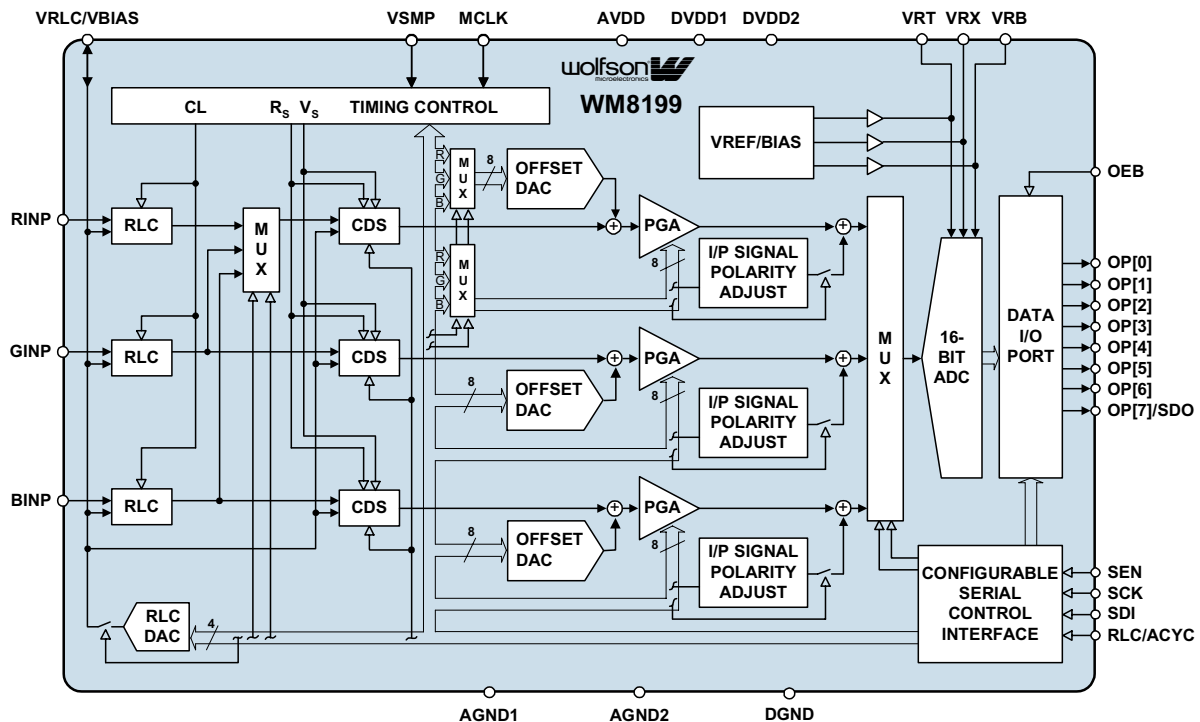 VRLC/VBIAS
VSMP
MCLK
AVDD
DVDD1
DVDD2
VRT
VRX
VRB
wolfson
microelectronics
WM8199
CL
RS
VS
TIMING CONTROL
VREF/BIAS
OEB
R
G
B
M
U
X
8
OFFSET
DAC
RINP
RLC
M
U
X
CDS
+
PGA
8
I/P SIGNAL
POLARITY
ADJUST
+
R
G
B
M
U
X
GINP
RLC
CDS
8
OFFSET
DAC
+
PGA
8
I/P SIGNAL
POLARITY
ADJUST
+
M
U
X
16-
BIT
ADC
DATA
I/O
PORT
OP[0]
OP[1]
OP[2]
OP[3]
OP[4]
OP[5]
OP[6]
OP[7]/SDO
BINP
RLC
CDS
8
OFFSET
DAC
+
PGA
8
I/P SIGNAL
POLARITY
ADJUST
+
CONFIGURABLE
SERIAL
CONTROL
INTERFACE
SEN
SCK
SDI
RLC/ACYC
RLC
DAC
4
AGND1
AGND2
DGND